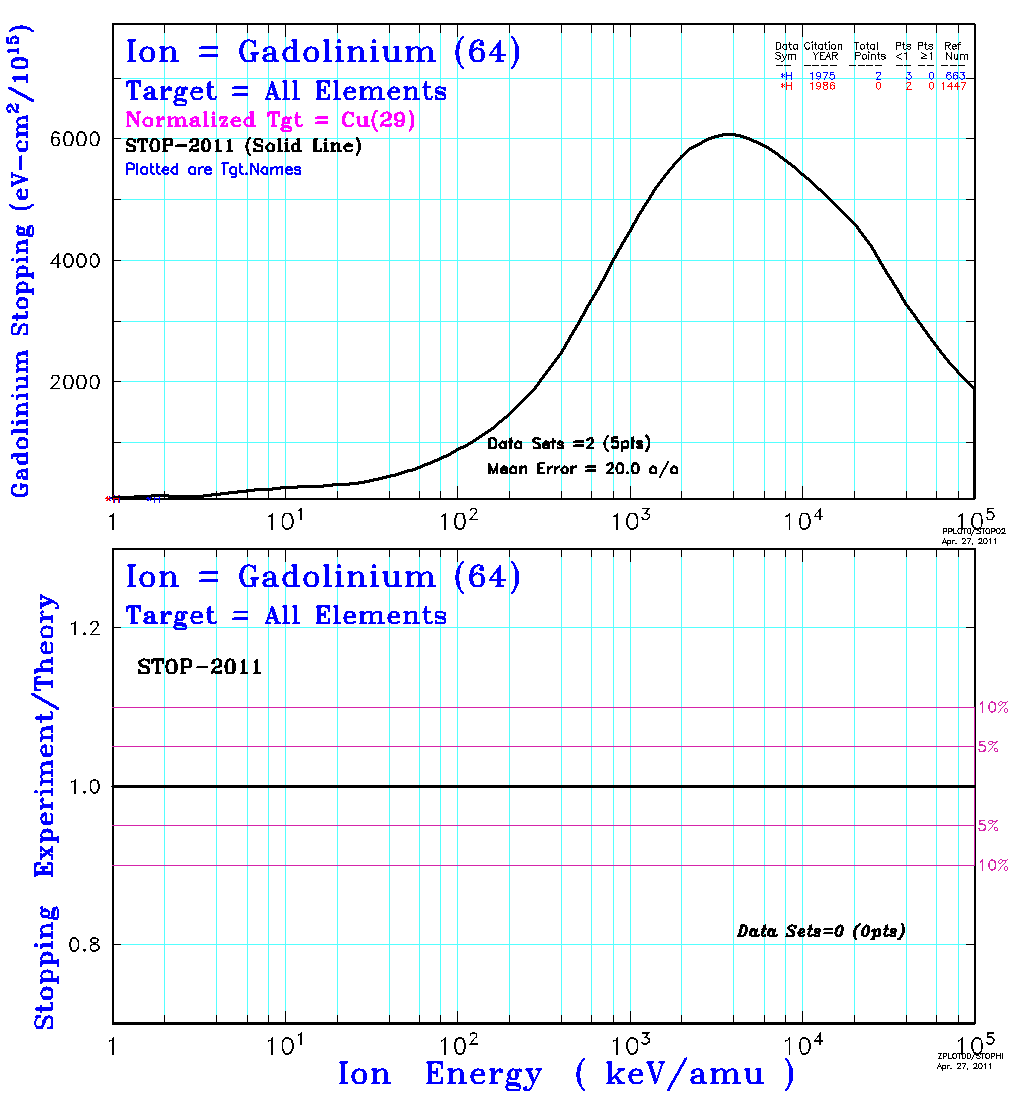 Ion = Gadolinium (64)
Target = All Elements
Normalized Tgt = Cu(29)
STOP-2011 (Solid Line)
Plotted are Tgt.Names
Data Citation Total Pts Pts Ref
Sym YEAR Points <1 ≥1 Num
*H 1975 2 3 0 663
*H 1986 0 2 0 1447
Gadolinium Stopping (eV-cm²/10¹⁵)
6000
4000
2000
Data Sets =2 (5pts)
Mean Error = 20.0 o/o
*H *H
1 10¹ 10² 10³ 10⁴ 10⁵
PPLOT0/STOP02
Apr. 27, 2011
Ion = Gadolinium (64)
Target = All Elements
STOP-2011
Stopping Experiment/Theory
1.2
1.0
0.8
10%
5%
5%
10%
Data Sets=0 (0pts)
1 10¹ 10² 10³ 10⁴ 10⁵
Ion Energy ( keV/amu )
Apr. 27, 2011